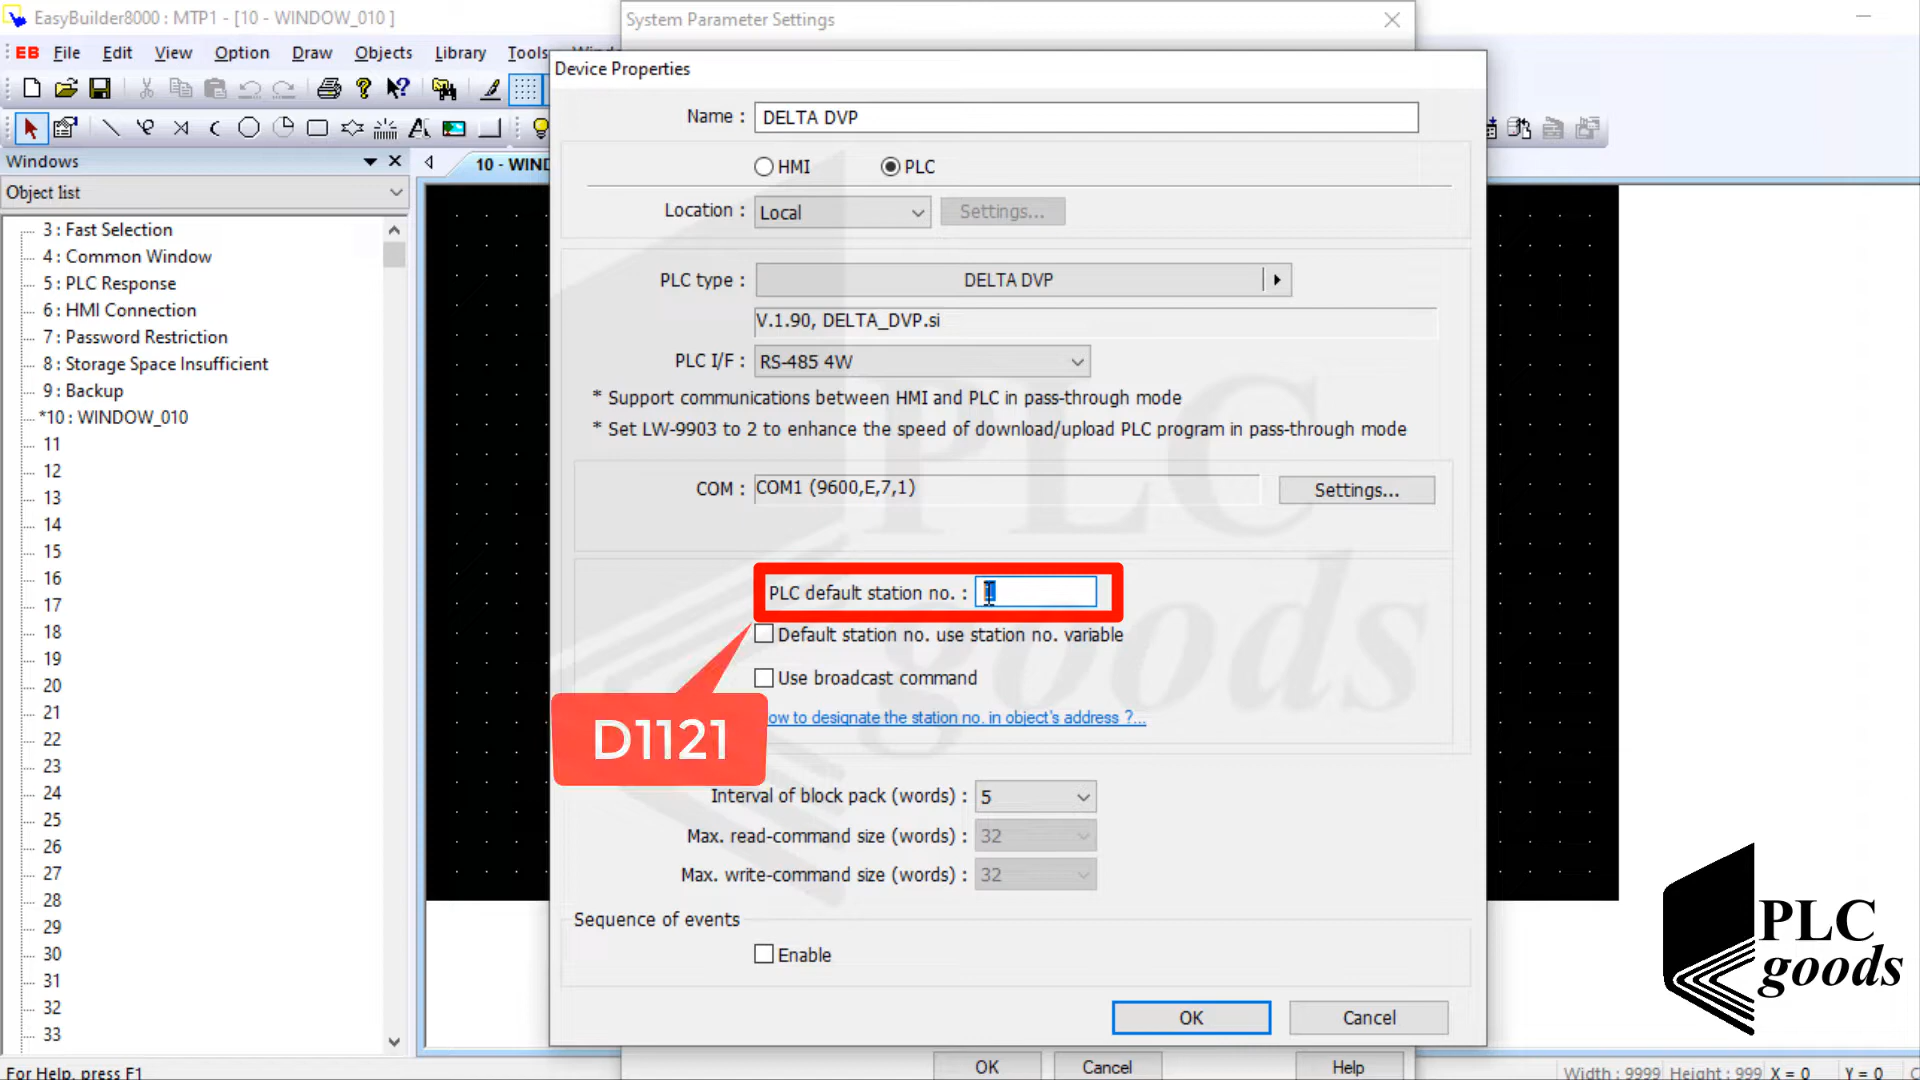 EasyBuilder8000 : MTP1 - [10 - WINDOW_010 ]
System Parameter Settings
EB File Edit View Option Draw Objects Library Tools
Device Properties
Name : DELTA DVP
HMI PLC
Windows
10 - WIND
Object list
Location : Local Settings...
3 : Fast Selection
4 : Common Window
5 : PLC Response
6 : HMI Connection
7 : Password Restriction
8 : Storage Space Insufficient
9 : Backup
*10 : WINDOW_010
11
12
13
14
15
16
17
18
19
20
21
22
23
24
25
26
27
28
29
30
31
32
33
PLC type : DELTA DVP
V.1.90, DELTA_DVP.si
PLC I/F : RS-485 4W
* Support communications between HMI and PLC in pass-through mode
* Set LW-9903 to 2 to enhance the speed of download/upload PLC program in pass-through mode
COM : COM1 (9600,E,7,1) Settings...
PLC default station no. :
Default station no. use station no. variable
Use broadcast command
ow to designate the station no. in object's address ?...
D1121
Interval of block pack (words) : 5
Max. read-command size (words) : 32
Max. write-command size (words) : 32
Sequence of events
Enable
OK Cancel
OK Cancel Help
PLC
goods
PLC
goods
For Help, press F1
Width : 9999 Height : 999 X = 0 Y = 0